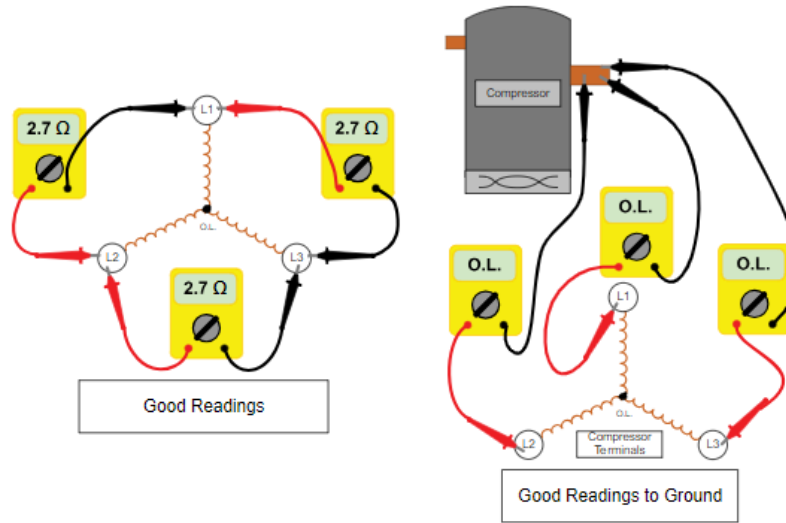 2.7 Ω
2.7 Ω
L1
O.L.
L2
L3
2.7 Ω
Good Readings
Compressor
O.L.
O.L.
O.L.
L1
O.L.
L2
Compressor
Terminals
L3
Good Readings to Ground